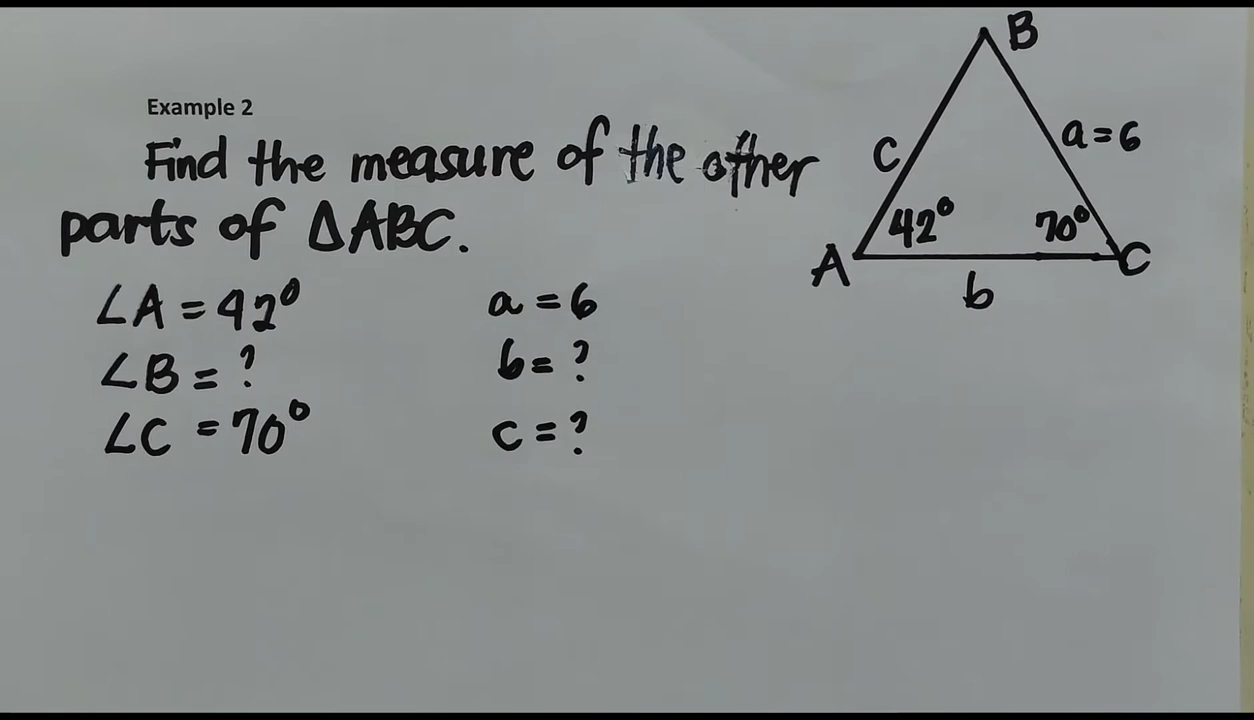 Example 2
Find the measure of the other
parts of ΔABC.
∠A = 42°
a = 6
∠B = ?
b = ?
∠C = 70°
c = ?
B
a = 6
C
42°
70°
A
C
b